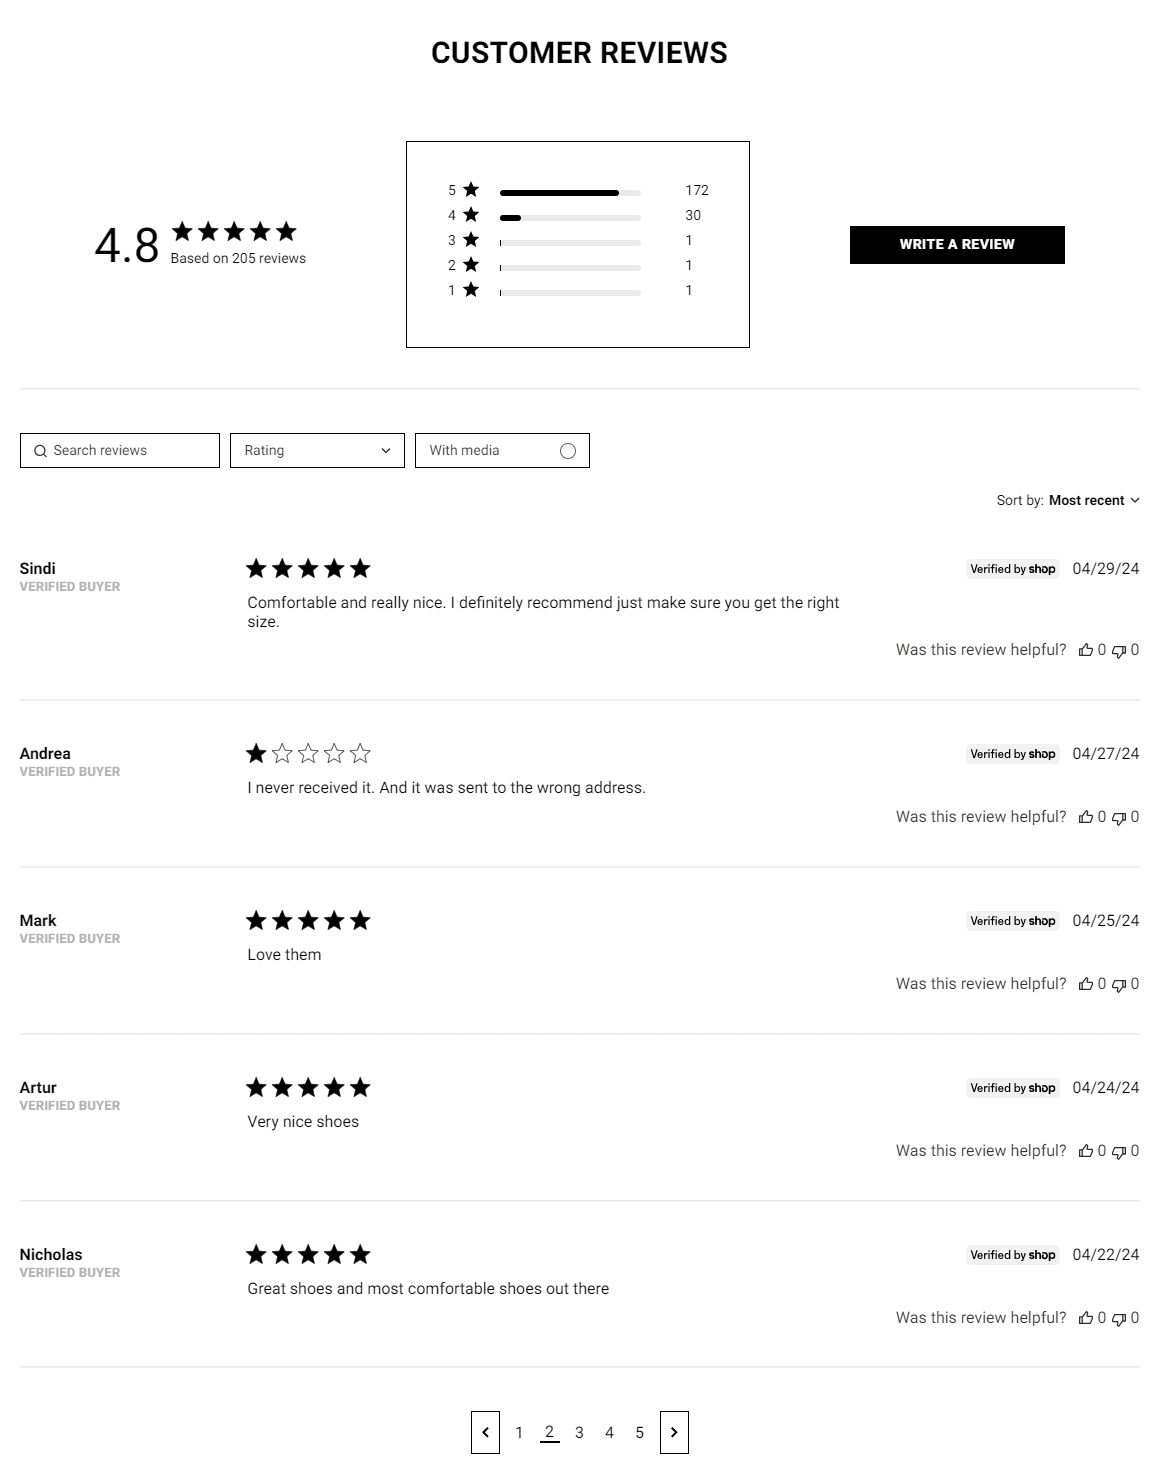 CUSTOMER REVIEWS
4.8
Based on 205 reviews
5 172
4 30
3 1
2 1
1 1
WRITE A REVIEW
Search reviews
Rating
With media
Sort by: Most recent
Sindi
VERIFIED BUYER
Verified by shop 04/29/24
Comfortable and really nice. I definitely recommend just make sure you get the right
size.
Was this review helpful? 0 0
Andrea
VERIFIED BUYER
Verified by shop 04/27/24
I never received it. And it was sent to the wrong address.
Was this review helpful? 0 0
Mark
VERIFIED BUYER
Verified by shop 04/25/24
Love them
Was this review helpful? 0 0
Artur
VERIFIED BUYER
Verified by shop 04/24/24
Very nice shoes
Was this review helpful? 0 0
Nicholas
VERIFIED BUYER
Verified by shop 04/22/24
Great shoes and most comfortable shoes out there
Was this review helpful? 0 0
1 2 3 4 5